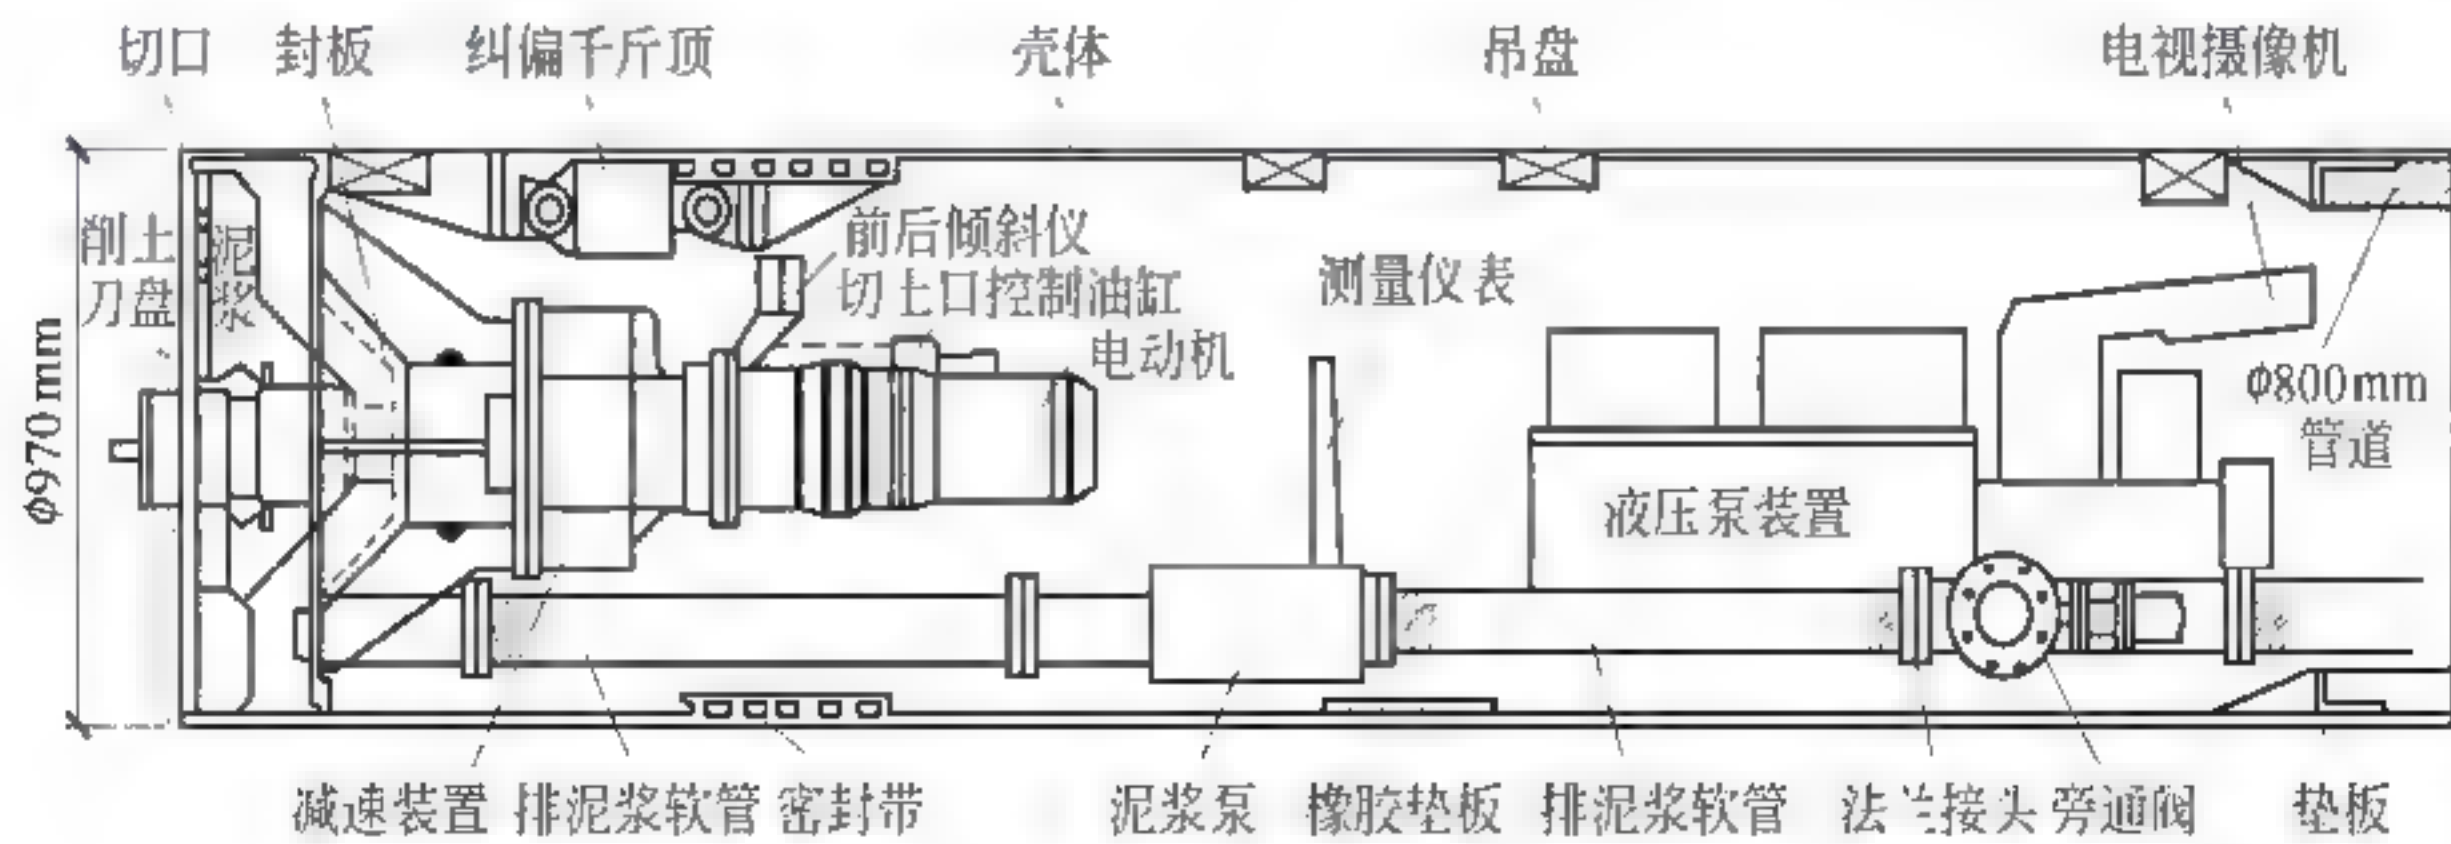 切口 封板 纠偏千斤顶 壳体 吊盘 电视摄像机
削土
刀盘
泥
浆
前后倾斜仪
切土口控制油缸
电动机
测量仪表
Φ970mm
Φ800mm
管道
液压泵装置
减速装置 排泥浆软管 密封带 泥浆泵 橡胶垫板 排泥浆软管 法兰接头 旁通阀 垫板